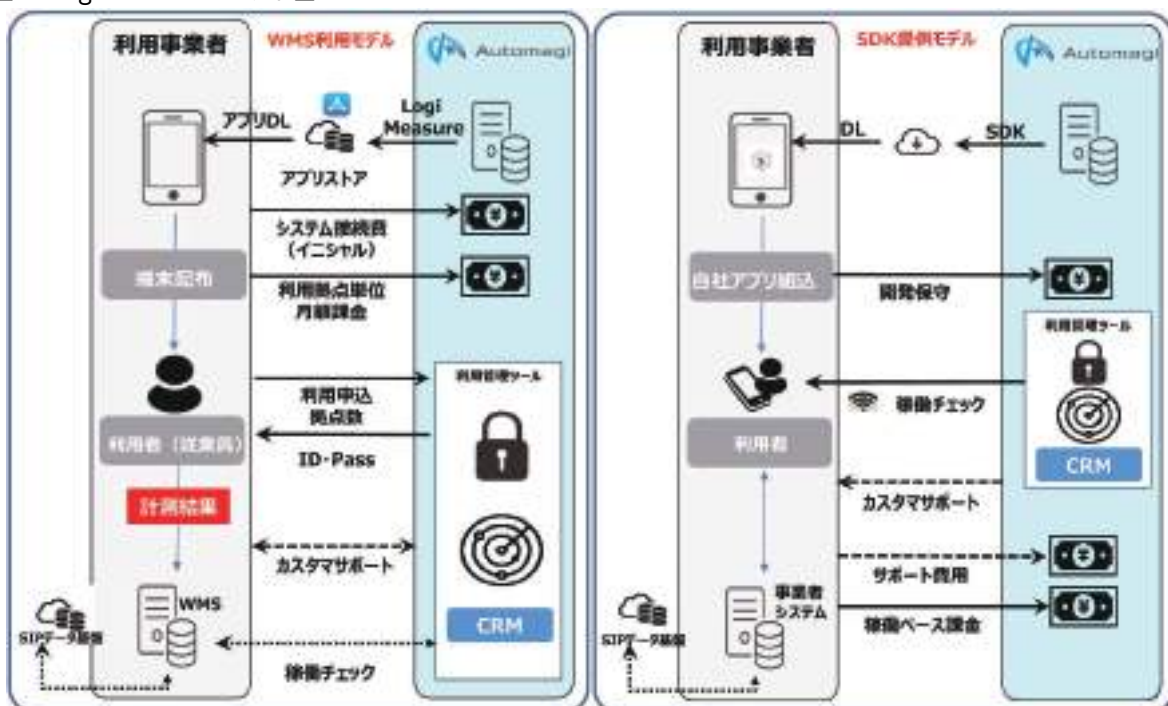 利用事業者
WMS利用モデル
Automagi
アプリDL
Logi
Measure
アプリストア
システム接続費
(イニシャル)
端末配布
利用拠点単位
月額課金
利用申込
拠点数
利用管理ツール
利用者（従業員）
ID・Pass
計測結果
カスタマサポート
WMS
CRM
SIPデータ基盤
稼働チェック
利用事業者
SDK提供モデル
Automagi
DL
SDK
自社アプリ組込
開発保守
利用管理ツール
稼働チェック
利用者
CRM
カスタマサポート
サポート費用
事業者
システム
稼働ベース課金
SIPデータ基盤